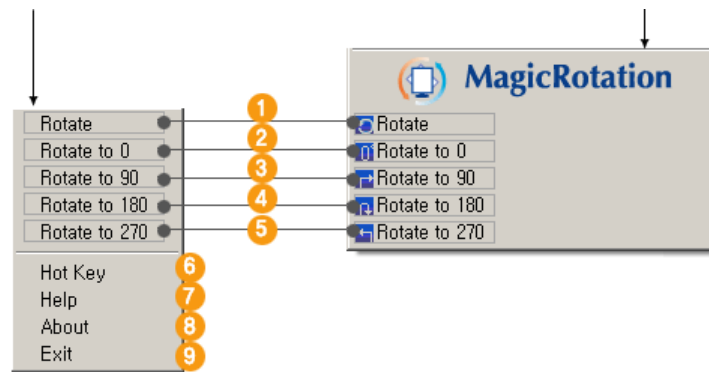 MagicRotation
Rotate 1 Rotate
Rotate to 0 2 Rotate to 0
Rotate to 90 3 Rotate to 90
Rotate to 180 4 Rotate to 180
Rotate to 270 5 Rotate to 270
Hot Key 6
Help 7
About 8
Exit 9